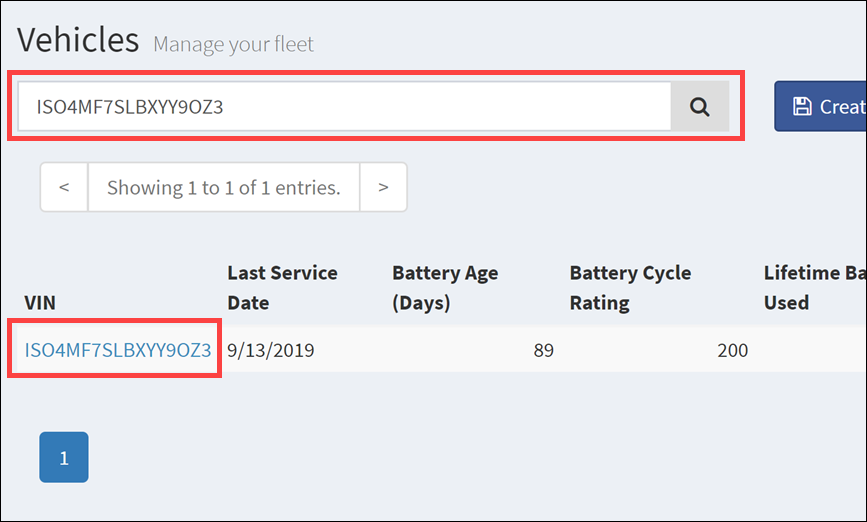 Vehicles Manage your fleet
ISO4MF7SLBXYY9OZ3
Creat
< Showing 1 to 1 of 1 entries. >
VIN Last Service Date Battery Age (Days) Battery Cycle Rating Lifetime Ba Used
ISO4MF7SLBXYY9OZ3 9/13/2019 89 200
1